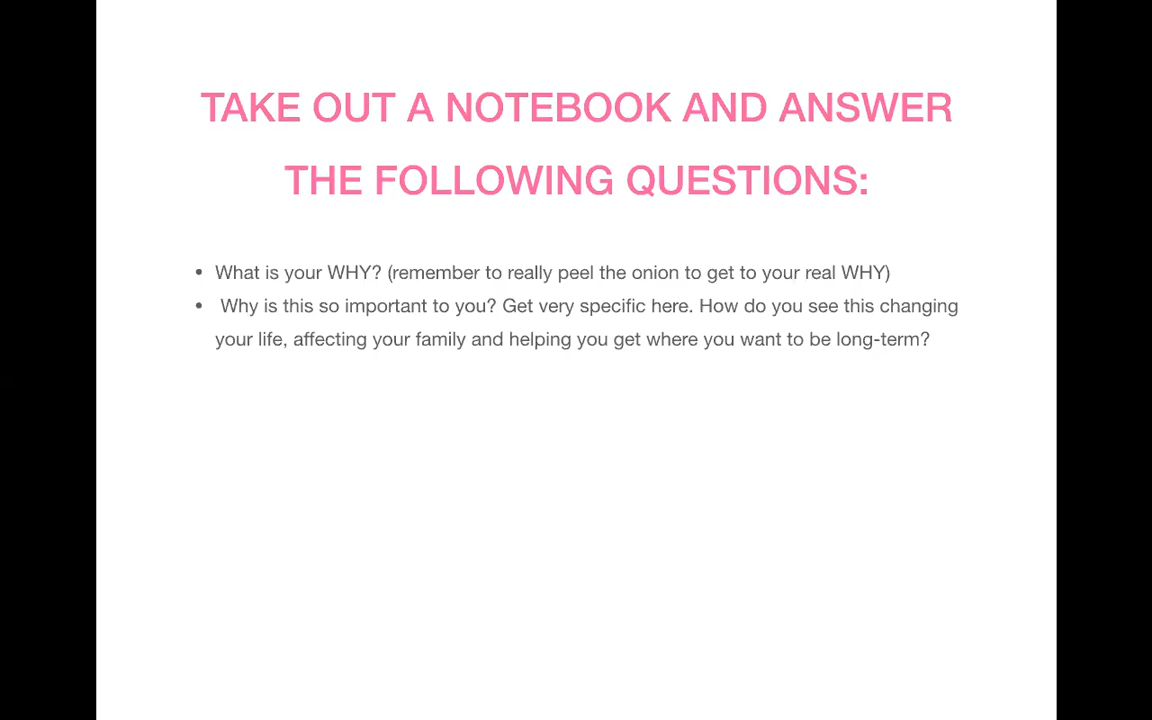 TAKE OUT A NOTEBOOK AND ANSWER
THE FOLLOWING QUESTIONS:
• What is your WHY? (remember to really peel the onion to get to your real WHY)
• Why is this so important to you? Get very specific here. How do you see this changing
your life, affecting your family and helping you get where you want to be long-term?